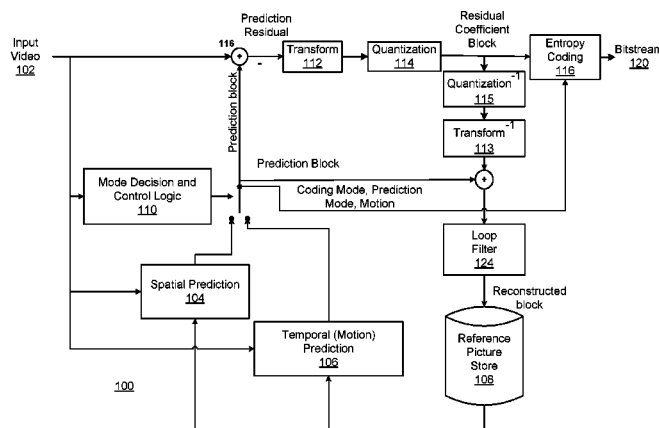 Prediction
Residual
Residual
Coefficient
Block
Input
Video
102
116
-
Transform
112
Quantization
114
Entropy
Coding
116
Bitstream
120
Quantization-1
115
Transform-1
113
Prediction block
Prediction Block
Mode Decision and
Control Logic
110
Coding Mode, Prediction
Mode, Motion
Loop
Filter
124
Spatial Prediction
104
Reconstructed
block
Temporal (Motion)
Prediction
106
Reference
Picture
Store
108
100